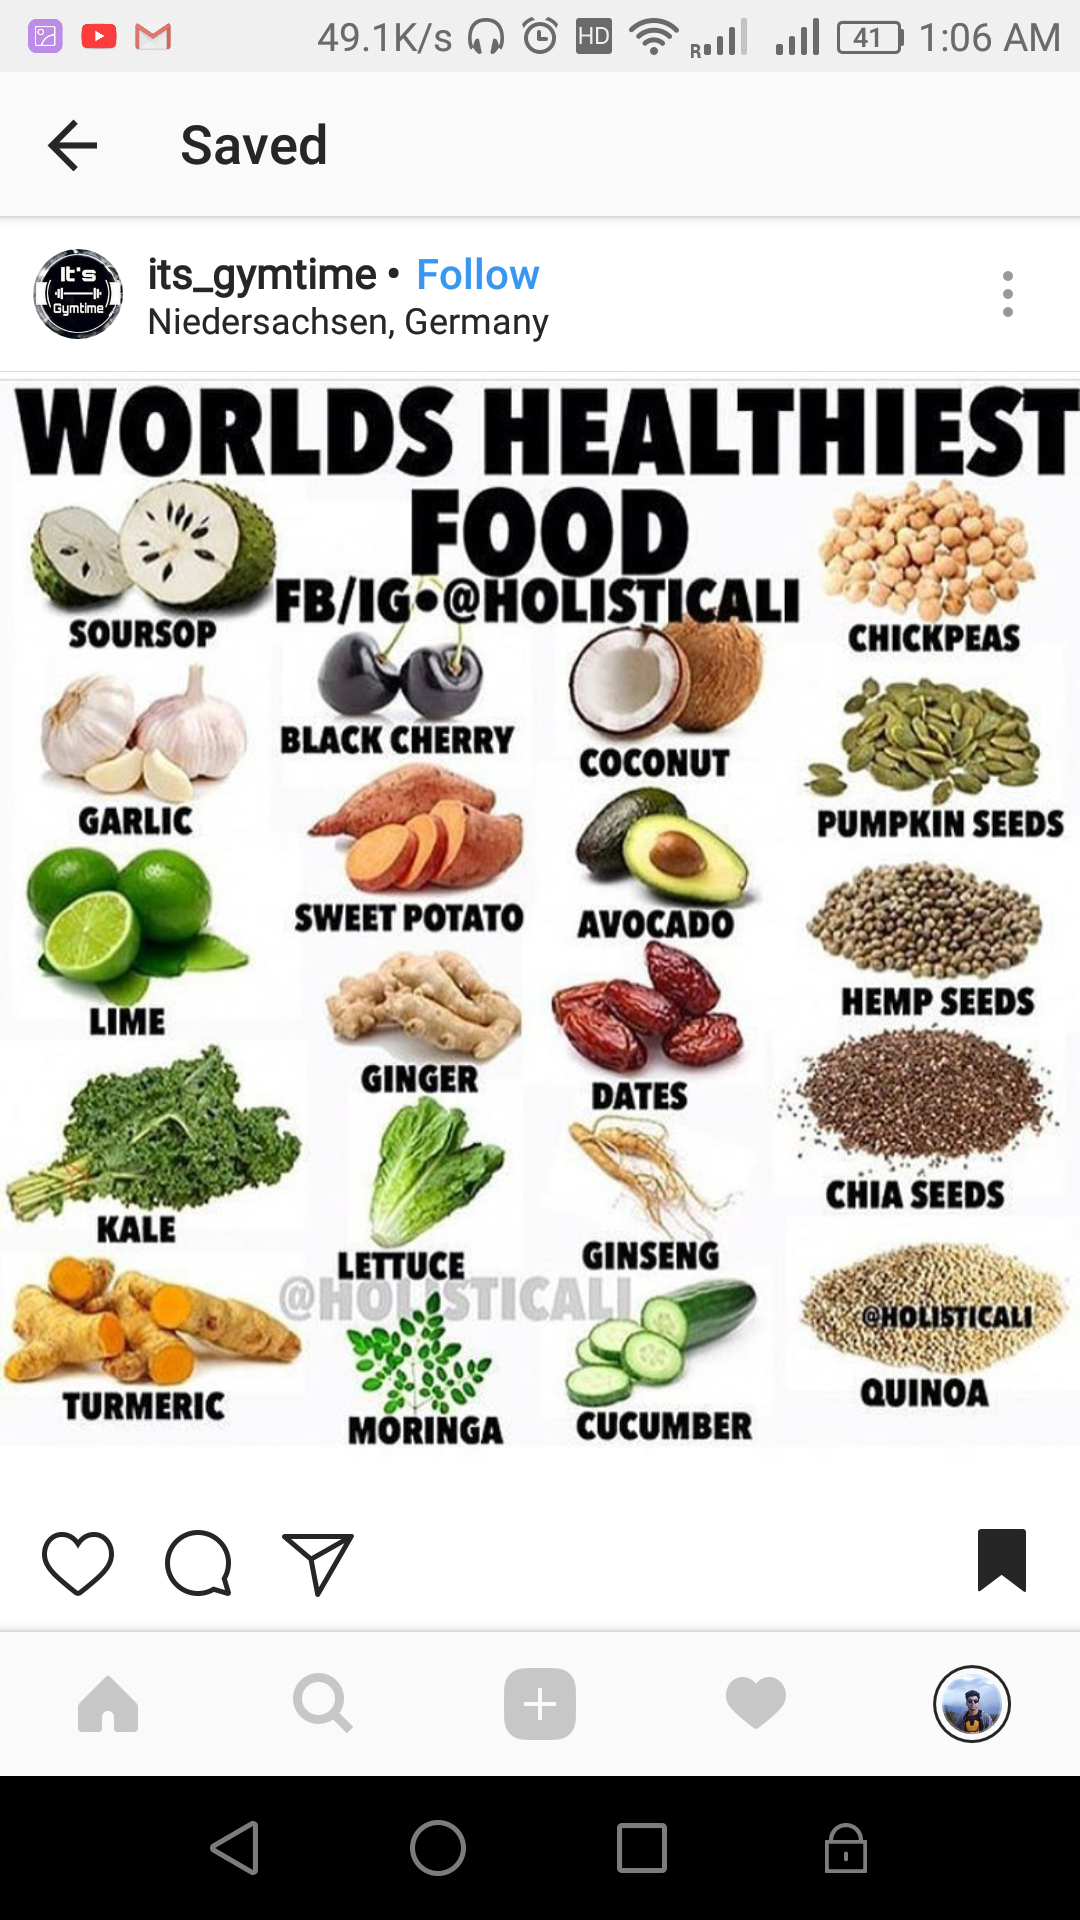 49.1K/s HD R 41 1:06 AM
Saved
It's
Gymtime
its_gymtime • Follow
Niedersachsen, Germany
WORLDS HEALTHIEST
FOOD
FB/IG•@HOLISTICALI
SOURSOP
CHICKPEAS
BLACK CHERRY
COCONUT
GARLIC
PUMPKIN SEEDS
SWEET POTATO
AVOCADO
LIME
HEMP SEEDS
GINGER
DATES
KALE
CHIA SEEDS
LETTUCE
GINSENG
@HOLISTICALI
@HOLISTICALI
TURMERIC
QUINOA
MORINGA
CUCUMBER